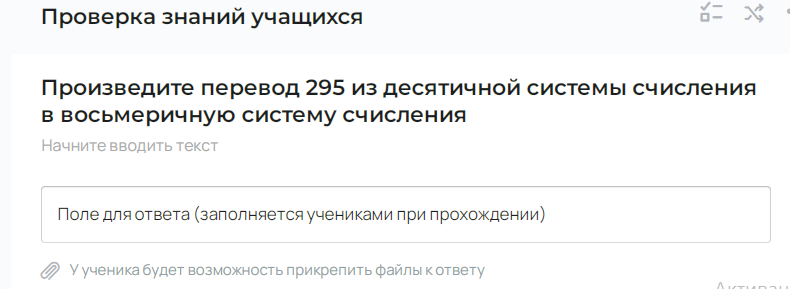 Проверка знаний учащихся
Произведите перевод 295 из десятичной системы счисления
в восьмеричную систему счисления
Начните вводить текст
Поле для ответа (заполняется учениками при прохождении)
У ученика будет возможность прикрепить файлы к ответу